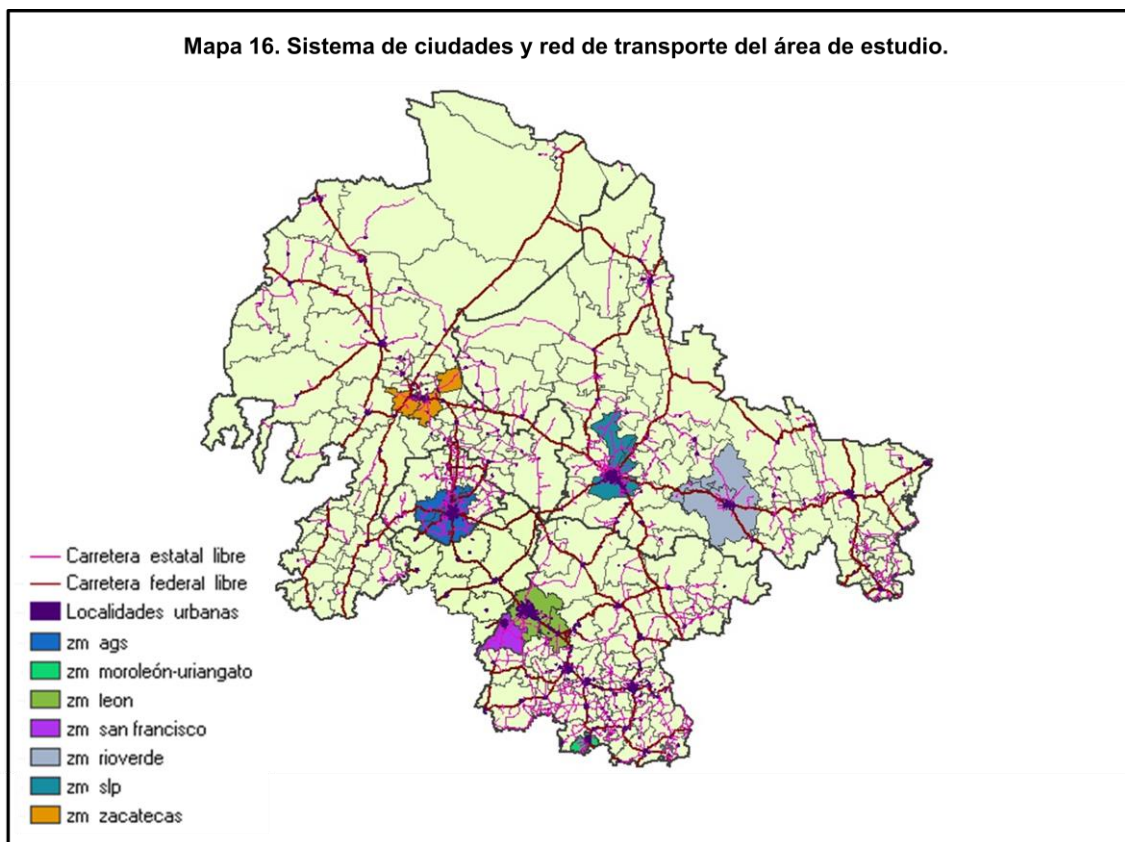 Mapa 16. Sistema de ciudades y red de transporte del área de estudio.
Carretera estatal libre
Carretera federal libre
Localidades urbanas
zm ags
zm moroleón-uriangato
zm leon
zm san francisco
zm rioverde
zm slp
zm zacatecas